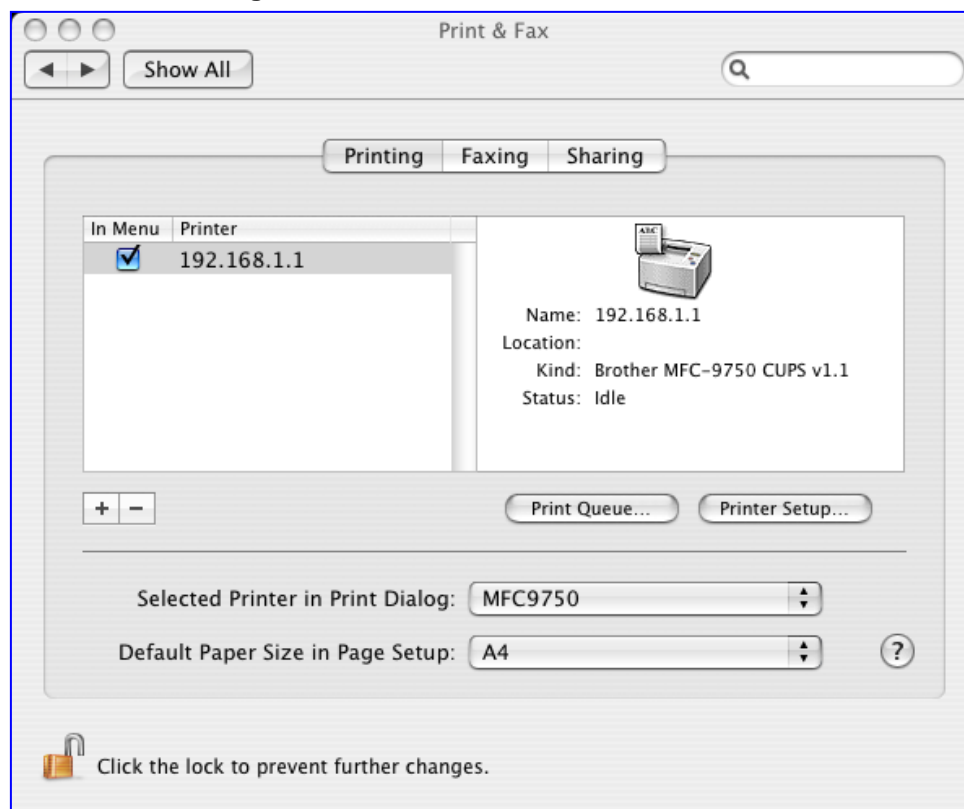 Print & Fax
Show All
Printing Faxing Sharing
In Menu Printer
192.168.1.1
ABC
Name: 192.168.1.1
Location:
Kind: Brother MFC-9750 CUPS v1.1
Status: Idle
+ −
Print Queue... Printer Setup...
Selected Printer in Print Dialog: MFC9750
Default Paper Size in Page Setup: A4 ?
Click the lock to prevent further changes.